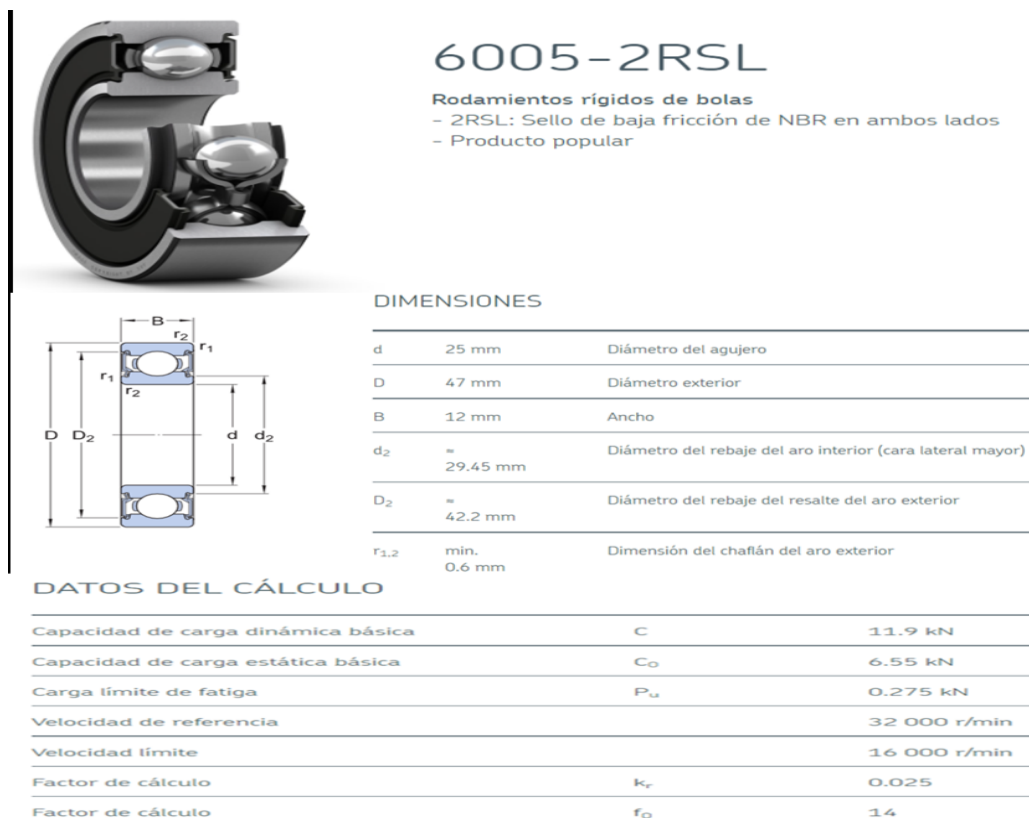 6005-2RSL
Rodamientos rígidos de bolas
- 2RSL: Sello de baja fricción de NBR en ambos lados
- Producto popular
DIMENSIONES
d 25 mm Diámetro del agujero
D 47 mm Diámetro exterior
B 12 mm Ancho
d₂ ≈ 29.45 mm Diámetro del rebaje del aro interior (cara lateral mayor)
D₂ ≈ 42.2 mm Diámetro del rebaje del resalte del aro exterior
r₁,₂ min. 0.6 mm Dimensión del chaflán del aro exterior
B
r₂
r₁
r₁
r₂
D D₂ d d₂
DATOS DEL CÁLCULO
Capacidad de carga dinámica básica C 11.9 kN
Capacidad de carga estática básica C₀ 6.55 kN
Carga límite de fatiga Pᵤ 0.275 kN
Velocidad de referencia 32 000 r/min
Velocidad límite 16 000 r/min
Factor de cálculo kᵣ 0.025
Factor de cálculo f₀ 14